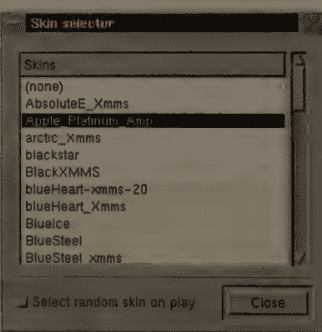 Skin selector
Skins
(none)
AbsoluteE_Xmms
Apple_Platinum_Amp
arctic_Xmms
blackstar
BlackXMMS
blueHeart-xmms-20
blueHeart_Xmms
BlueIce
BlueSteel
BlueSteel_xmms
Select random skin on play
Close